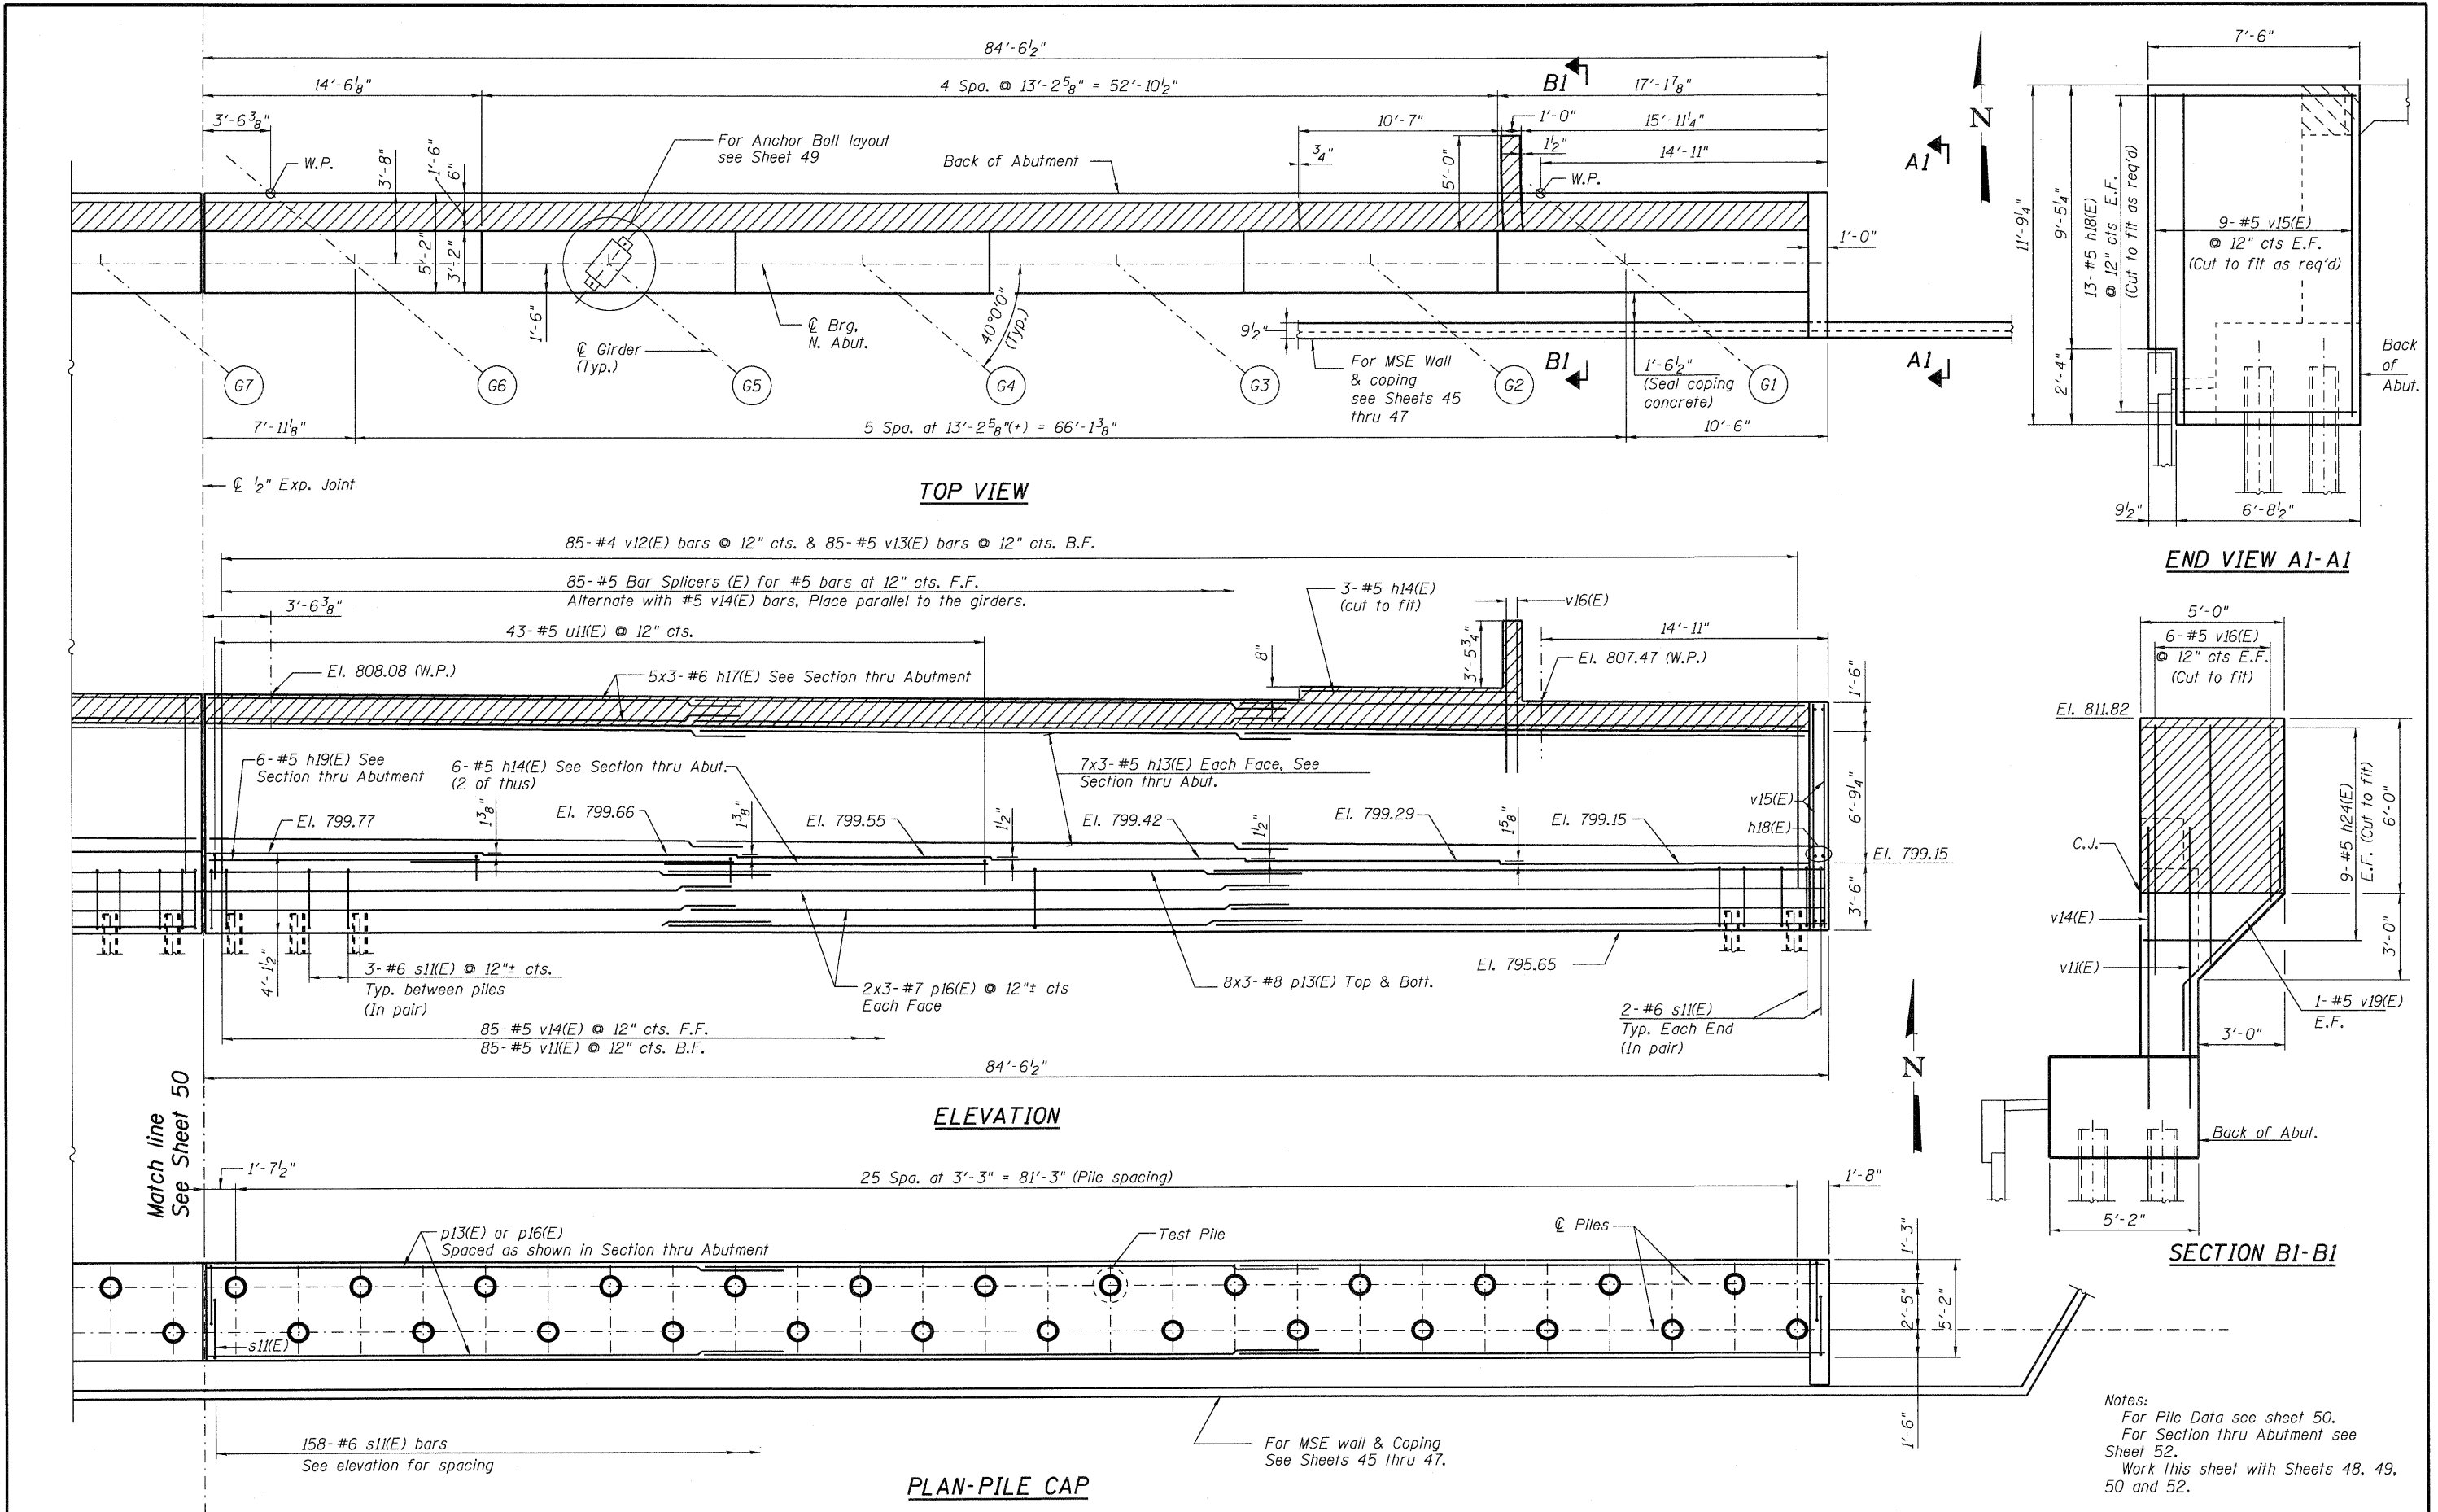 84'-6½"
14'-6⅛"
4 Spa. @ 13'-2⅝" = 52'-10½"
B1
17'-1⅞"
3'-6⅜"
W.P.
3'-8"
1'-6"
6"
5'-2"
3'-2"
1'-6"
For Anchor Bolt layout
see Sheet 49
Back of Abutment
10'-7"
1'-0"
15'-11¼"
¾"
1½"
5'-0"
14'-11"
W.P.
A1
N
1'-0"
℄ Brg.
N. Abut.
℄ Girder
(Typ.)
40°0'0"
(Typ.)
9½"
For MSE Wall
& coping
see Sheets 45
thru 47
B1
1'-6½"
(Seal coping
concrete)
A1
G7
G6
G5
G4
G3
G2
G1
7'-11⅛"
5 Spa. at 13'-2⅝"(+) = 66'-1⅜"
10'-6"
℄ ½" Exp. Joint
TOP VIEW
7'-6"
11'-9¼"
9'-5¼"
2'-4"
13-#5 h18(E)
@ 12" cts E.F.
(Cut to fit as req'd)
9-#5 v15(E)
@ 12" cts E.F.
(Cut to fit as req'd)
Back
of
Abut.
9½"
6'-8½"
END VIEW A1-A1
85-#4 v12(E) bars @ 12" cts. & 85-#5 v13(E) bars @ 12" cts. B.F.
85-#5 Bar Splicers (E) for #5 bars at 12" cts. F.F.
Alternate with #5 v14(E) bars, Place parallel to the girders.
3'-6⅜"
43-#5 u11(E) @ 12" cts.
3-#5 h14(E)
(cut to fit)
v16(E)
14'-11"
8"
3'-5¾"
El. 808.08 (W.P.)
5x3-#6 h17(E) See Section thru Abutment
El. 807.47 (W.P.)
1'-6"
6-#5 h19(E) See
Section thru Abutment
6-#5 h14(E) See Section thru Abut.
(2 of thus)
7x3-#5 h13(E) Each Face, See
Section thru Abut.
6'-9¼"
v15(E)
h18(E)
El. 799.77
1⅜"
El. 799.66
1⅜"
El. 799.55
1½"
El. 799.42
1½"
El. 799.29
1⅝"
El. 799.15
El. 799.15
3'-6"
4'-1½"
3-#6 s11(E) @ 12"± cts.
Typ. between piles
(In pair)
2x3-#7 p16(E) @ 12"± cts
Each Face
8x3-#8 p13(E) Top & Bott.
El. 795.65
2-#6 s11(E)
Typ. Each End
(In pair)
85-#5 v14(E) @ 12" cts. F.F.
85-#5 v11(E) @ 12" cts. B.F.
84'-6½"
ELEVATION
N
Match line
See Sheet 50
5'-0"
6-#5 v16(E)
@ 12" cts E.F.
(Cut to fit)
El. 811.82
C.J.
9-#5 h24(E)
E.F. (Cut to fit)
6'-0"
3'-0"
v14(E)
v11(E)
1-#5 v19(E)
E.F.
3'-0"
Back of Abut.
5'-2"
SECTION B1-B1
1'-7½"
25 Spa. at 3'-3" = 81'-3" (Pile spacing)
1'-8"
p13(E) or p16(E)
Spaced as shown in Section thru Abutment
Test Pile
℄ Piles
1'-3"
2'-5"
5'-2"
1'-6"
s11(E)
158-#6 s11(E) bars
See elevation for spacing
For MSE wall & Coping
See Sheets 45 thru 47.
PLAN-PILE CAP
Notes:
For Pile Data see sheet 50.
For Section thru Abutment see
Sheet 52.
Work this sheet with Sheets 48, 49,
50 and 52.